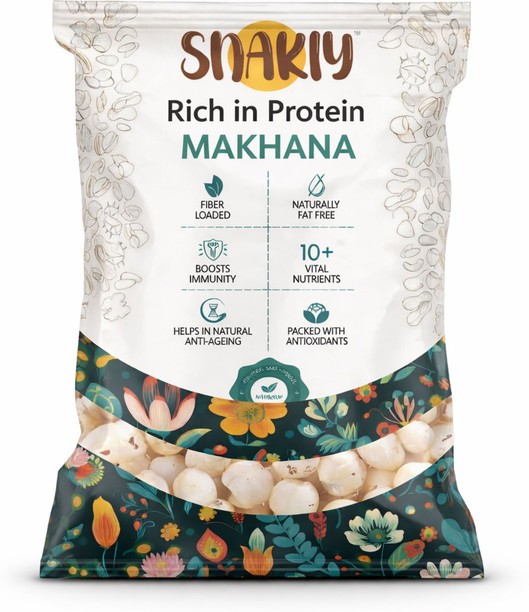 SNAKIY™
Rich in Protein
MAKHANA
FIBER
LOADED
NATURALLY
FAT FREE
BOOSTS
IMMUNITY
10+
VITAL
NUTRIENTS
HELPS IN NATURAL
ANTI-AGEING
PACKED WITH
ANTIOXIDANTS